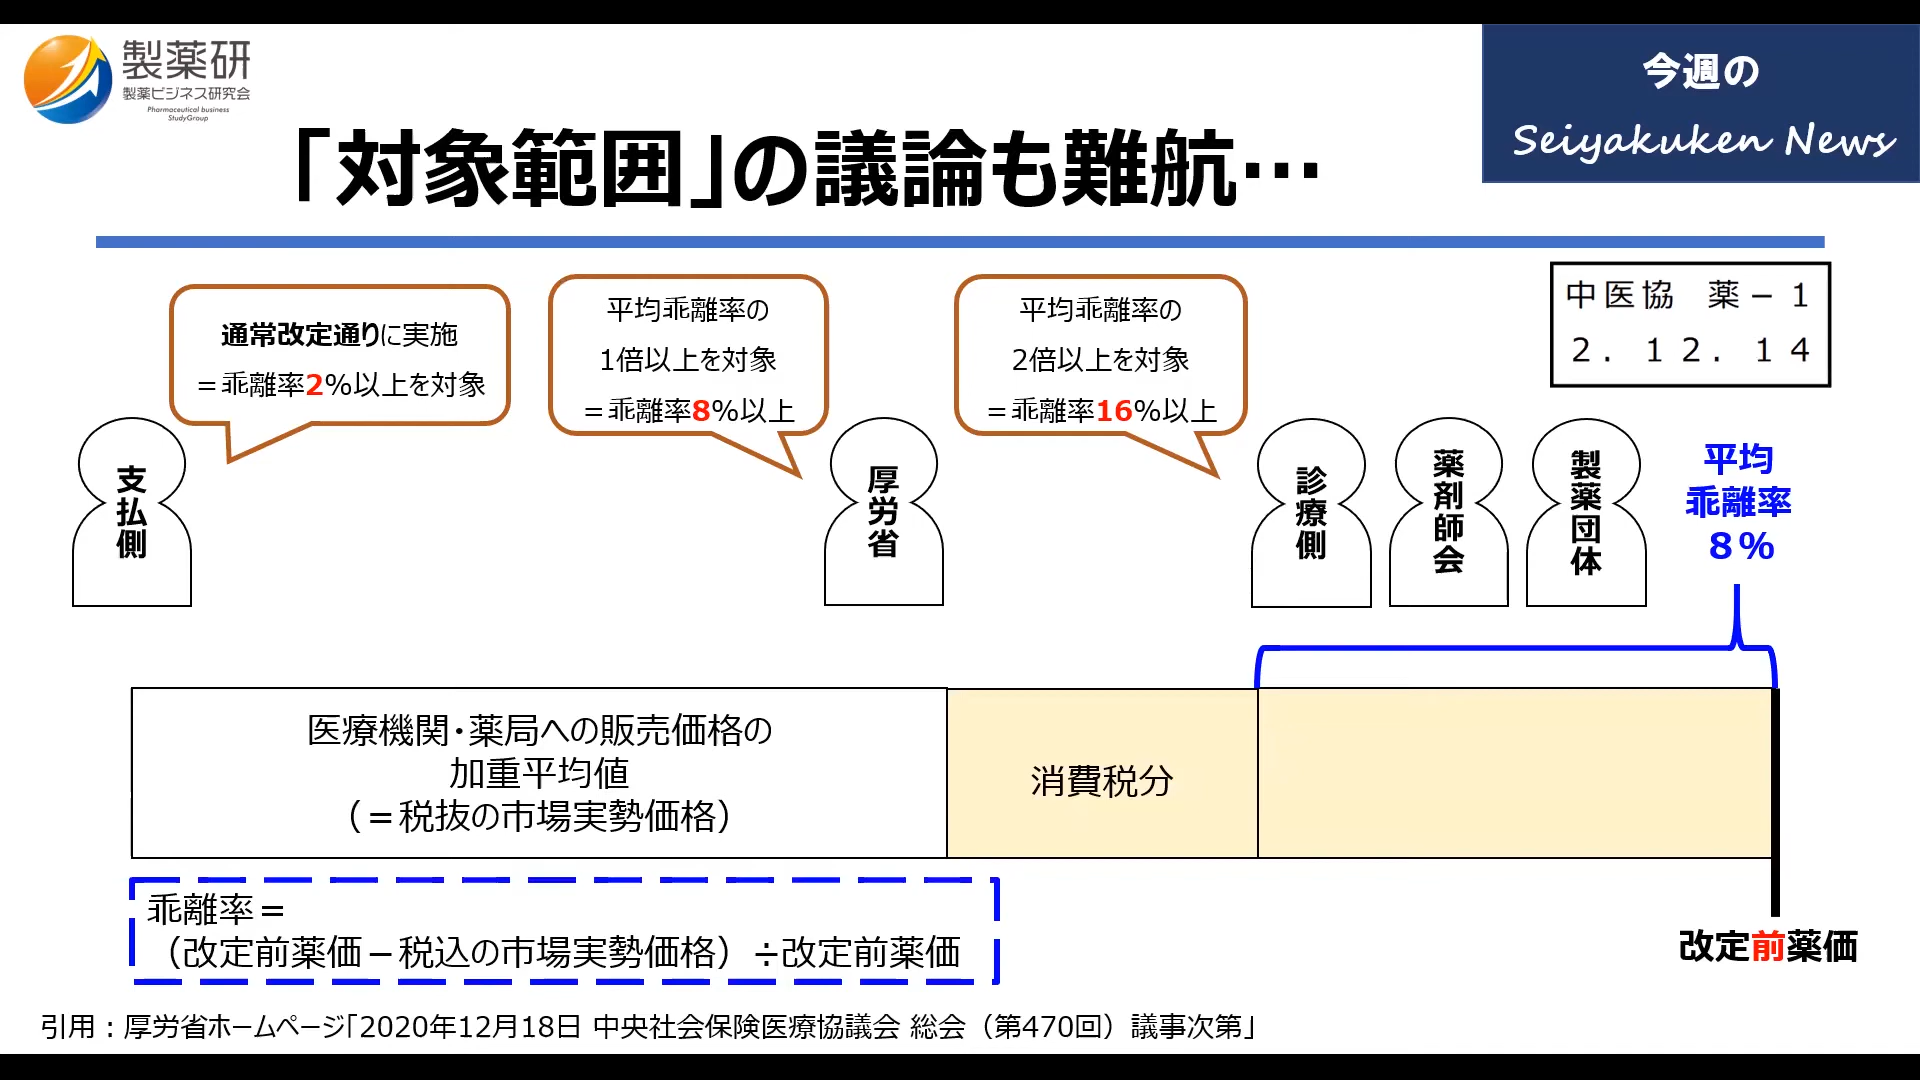 製薬研
製薬ビジネス研究会
Pharmaceutical business
StudyGroup
今週の
Seiyakuken News
「対象範囲」の議論も難航…
中医協 薬－1
2．12．14
通常改定通りに実施
＝乖離率2%以上を対象
平均乖離率の
1倍以上を対象
＝乖離率8%以上
平均乖離率の
2倍以上を対象
＝乖離率16%以上
支払側
厚労省
診療側
薬剤師会
製薬団体
平均
乖離率
８％
医療機関・薬局への販売価格の
加重平均値
（＝税抜の市場実勢価格）
消費税分
乖離率＝
（改定前薬価－税込の市場実勢価格）÷改定前薬価
改定前薬価
引用：厚労省ホームページ「2020年12月18日 中央社会保険医療協議会 総会（第470回）議事次第」